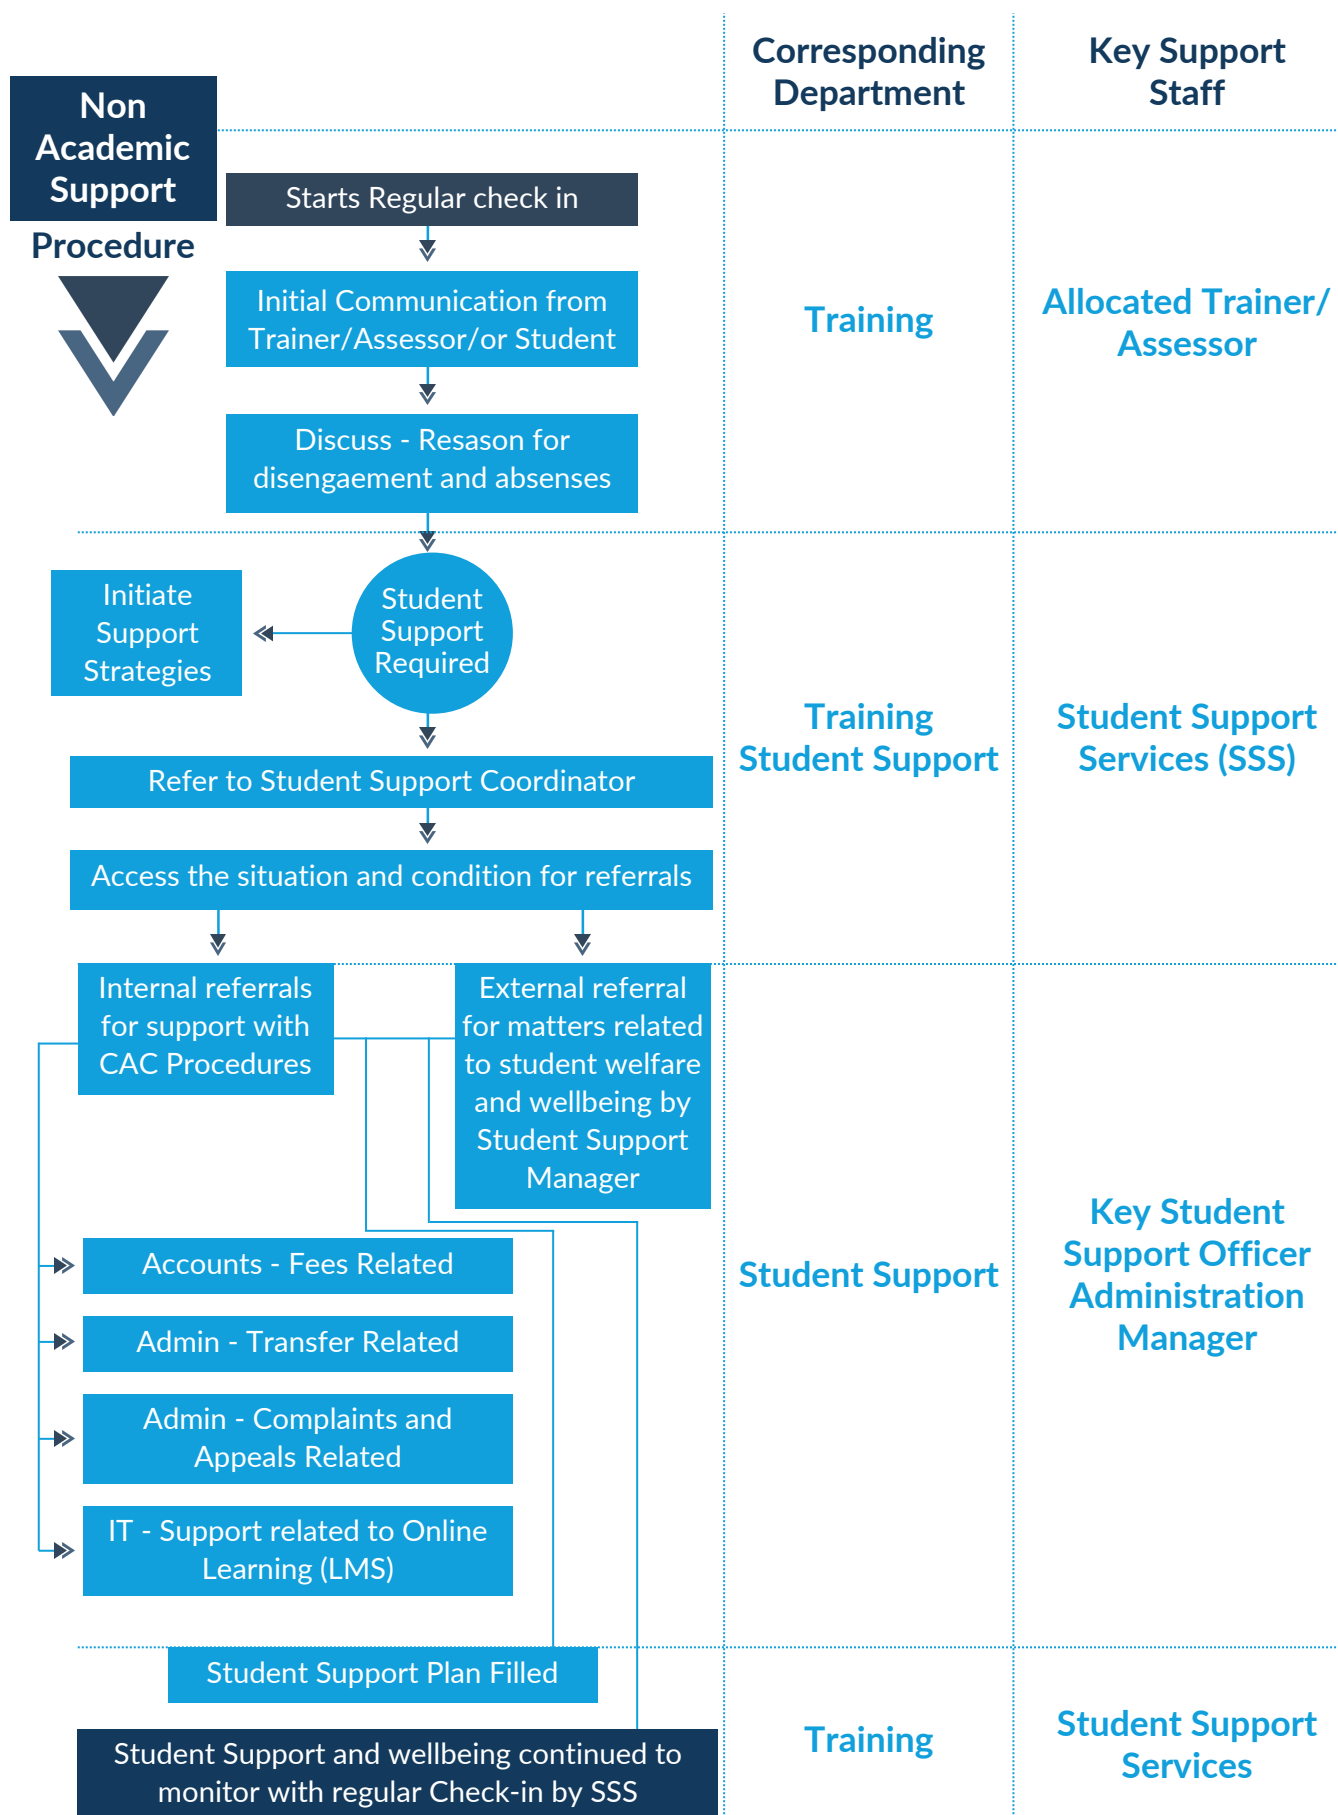 Corresponding
Department
Key Support
Staff
Non
Academic
Support
Procedure
Starts Regular check in
Initial Communication from
Trainer/Assessor/or Student
Discuss - Resason for
disengaement and absenses
Training
Allocated Trainer/
Assessor
Initiate
Support
Strategies
Student
Support
Required
Refer to Student Support Coordinator
Access the situation and condition for referrals
Training
Student Support
Student Support
Services (SSS)
Internal referrals
for support with
CAC Procedures
External referral
for matters related
to student welfare
and wellbeing by
Student Support
Manager
Accounts - Fees Related
Admin - Transfer Related
Admin - Complaints and
Appeals Related
IT - Support related to Online
Learning (LMS)
Student Support
Key Student
Support Officer
Administration
Manager
Student Support Plan Filled
Student Support and wellbeing continued to
monitor with regular Check-in by SSS
Training
Student Support
Services